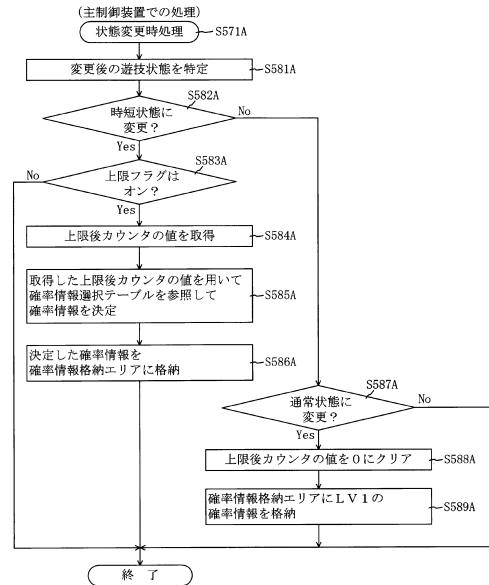 (主制御装置での処理)
状態変更時処理
S571A
変更後の遊技状態を特定
S581A
S582A
時短状態に
変更?
No
Yes
S583A
上限フラグは
オン?
No
Yes
上限後カウンタの値を取得
S584A
取得した上限後カウンタの値を用いて
確率情報選択テーブルを参照して
確率情報を決定
S585A
決定した確率情報を
確率情報格納エリアに格納
S586A
S587A
通常状態に
変更?
No
Yes
上限後カウンタの値を0にクリア
S588A
確率情報格納エリアにLV1の
確率情報を格納
S589A
終了